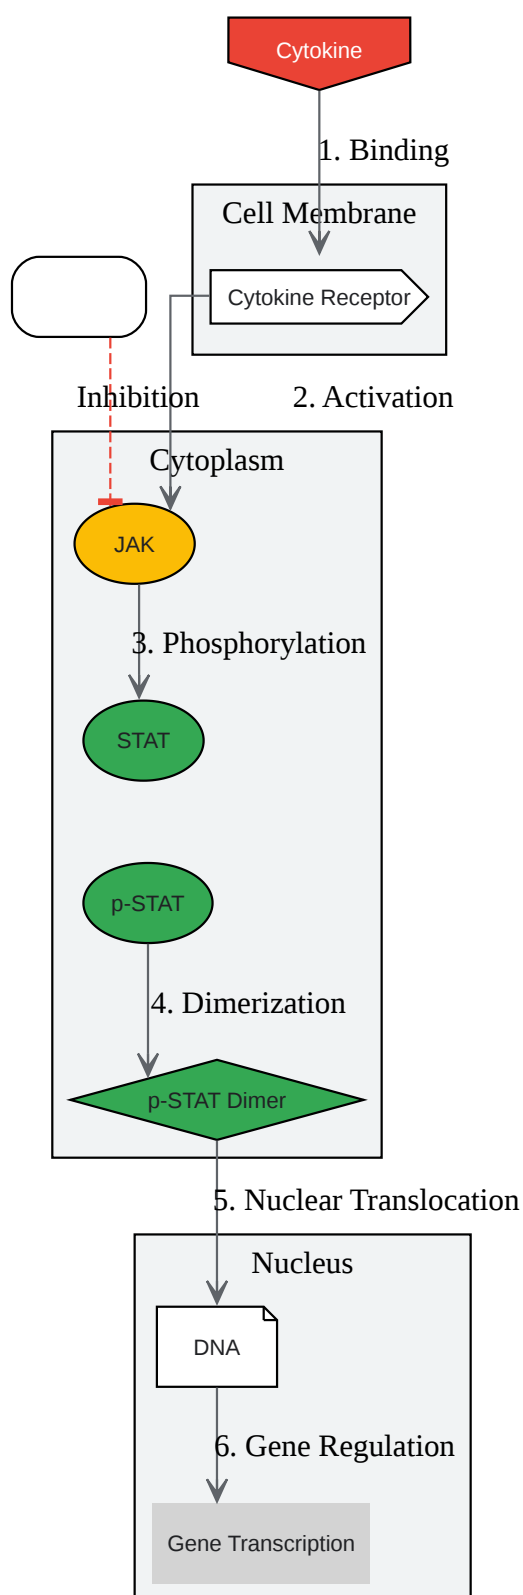 Cytokine
1. Binding
Cell Membrane
Cytokine Receptor
Inhibition
2. Activation
Cytoplasm
JAK
3. Phosphorylation
STAT
p-STAT
4. Dimerization
p-STAT Dimer
5. Nuclear Translocation
Nucleus
DNA
6. Gene Regulation
Gene Transcription